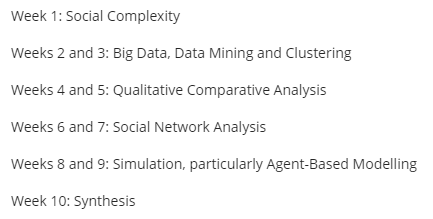 Week 1: Social Complexity
Weeks 2 and 3: Big Data, Data Mining and Clustering
Weeks 4 and 5: Qualitative Comparative Analysis
Weeks 6 and 7: Social Network Analysis
Weeks 8 and 9: Simulation, particularly Agent-Based Modelling
Week 10: Synthesis